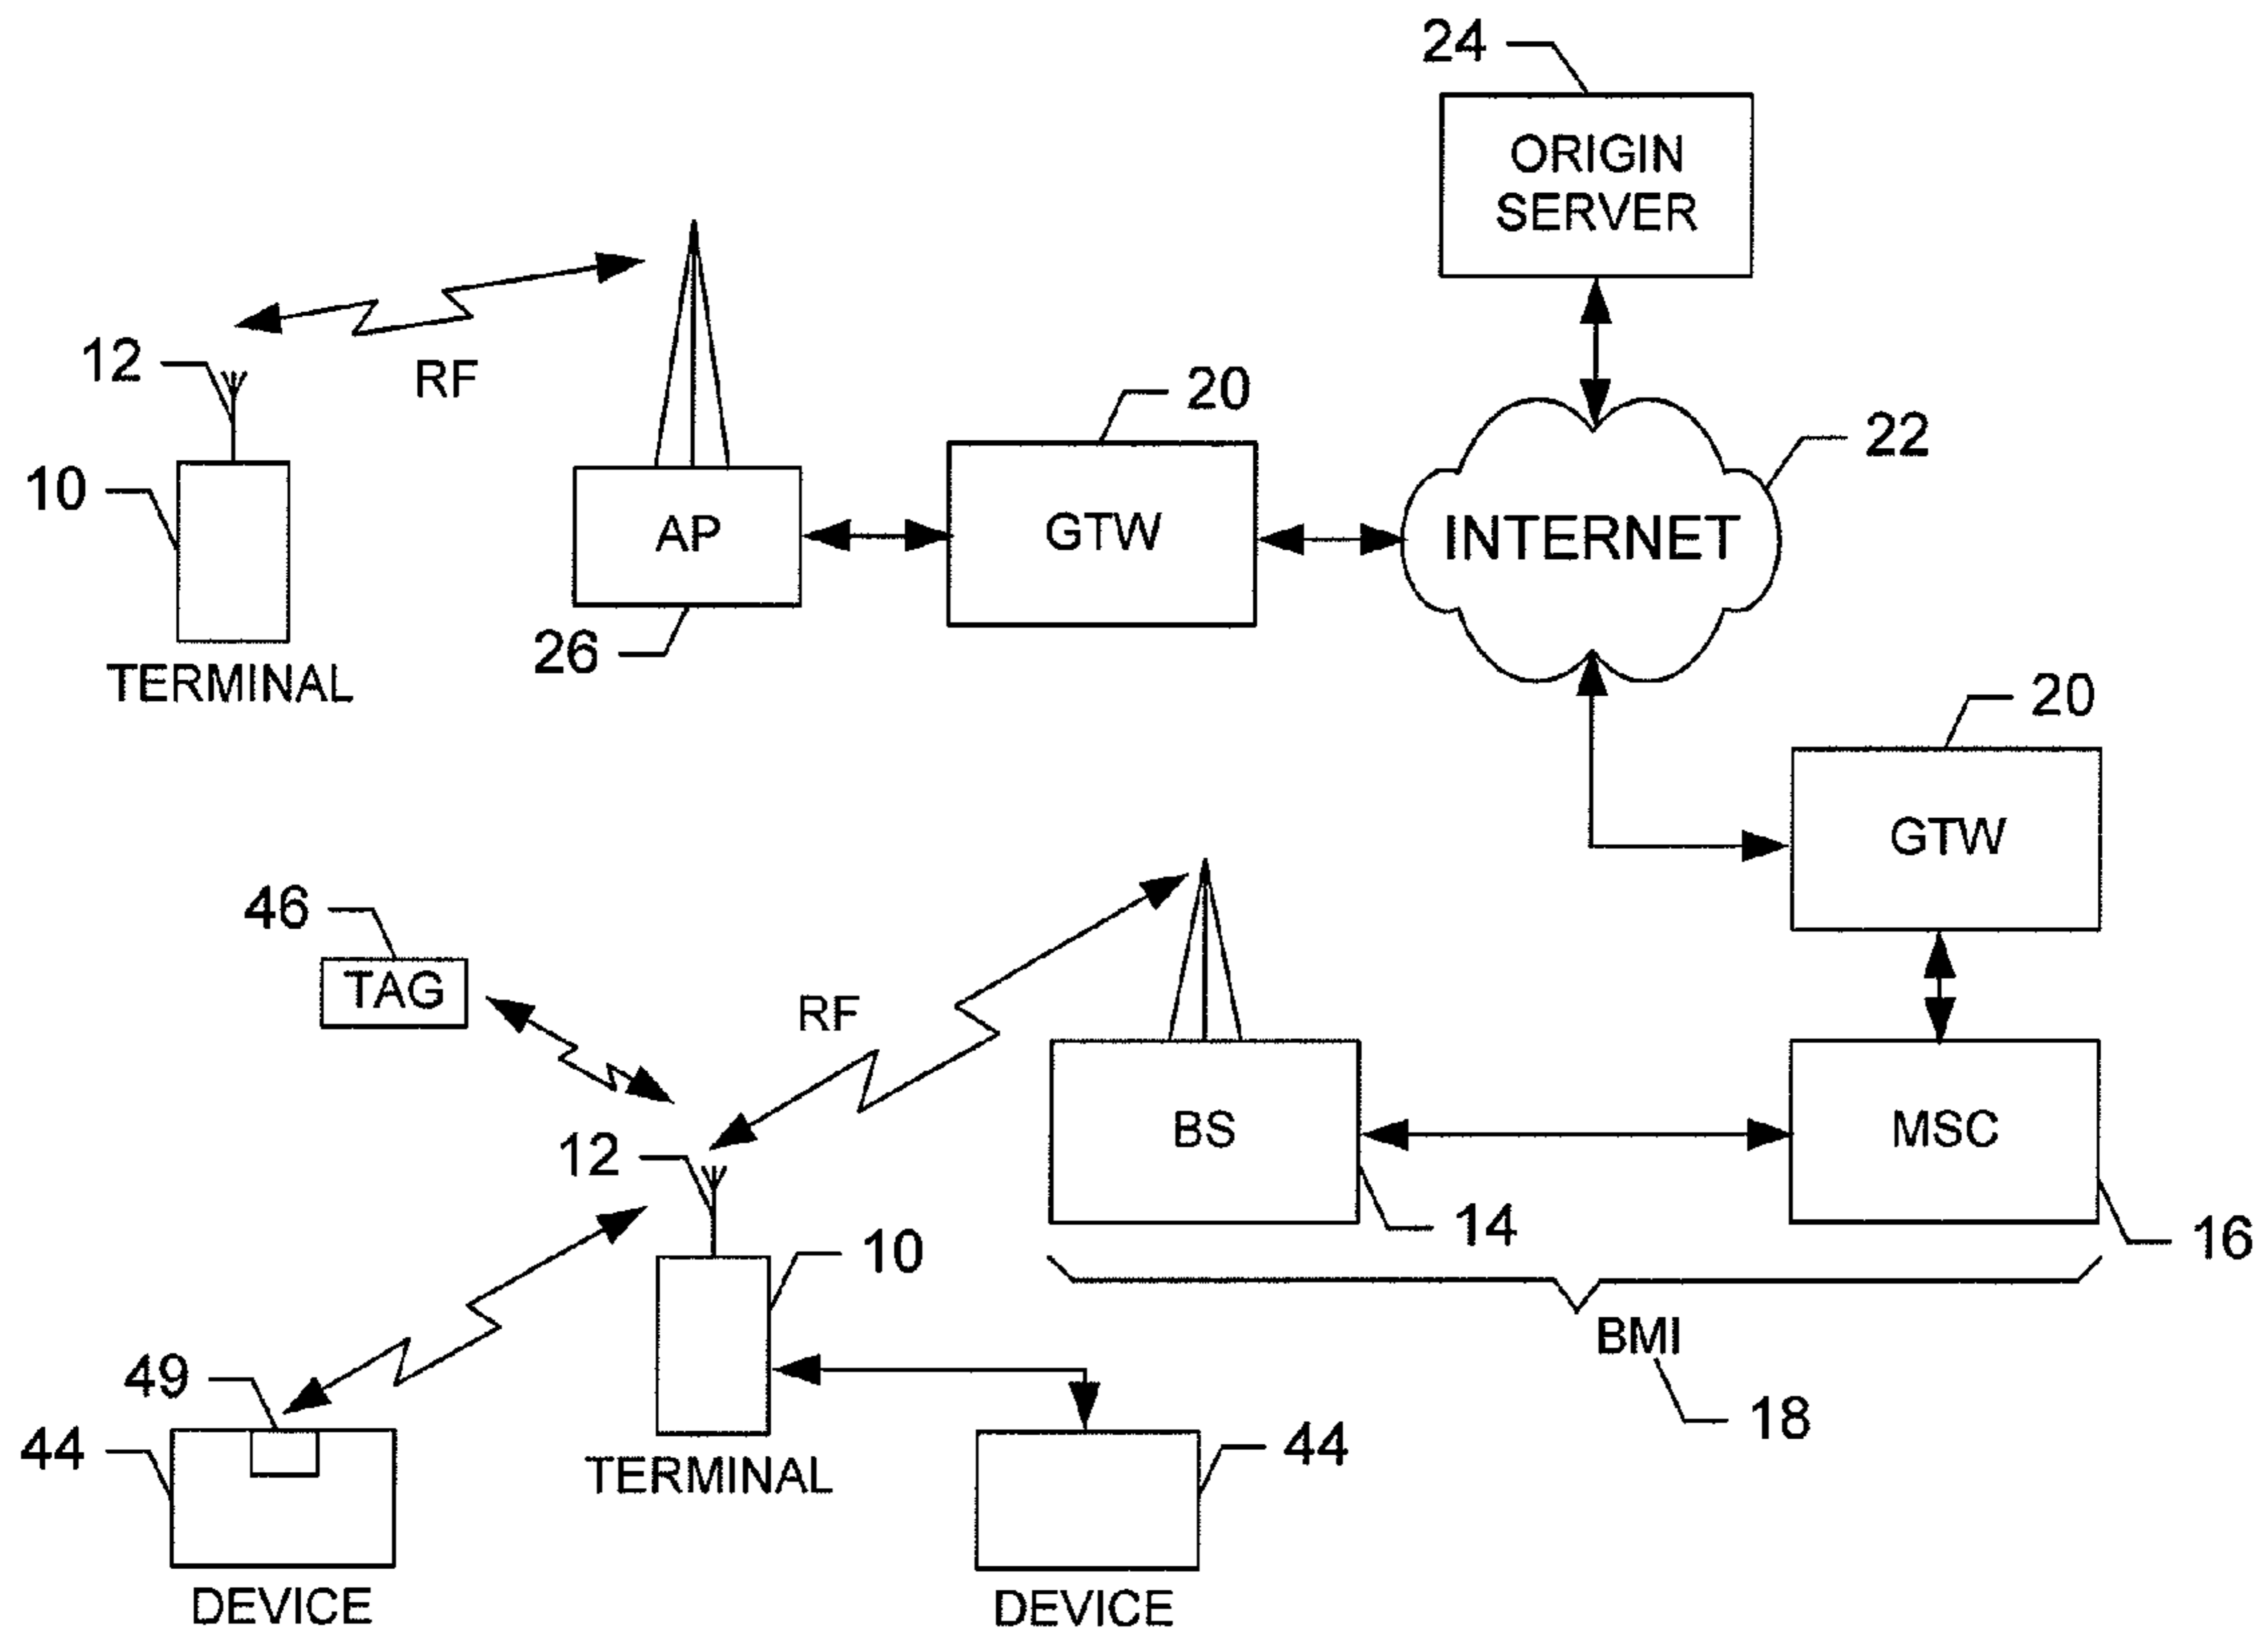 24
ORIGIN
SERVER
12
RF
20
22
10
AP
GTW
INTERNET
26
TERMINAL
20
GTW
46
TAG
RF
BS
MSC
12
14
16
10
BMI
49
18
44
44
TERMINAL
DEVICE
DEVICE